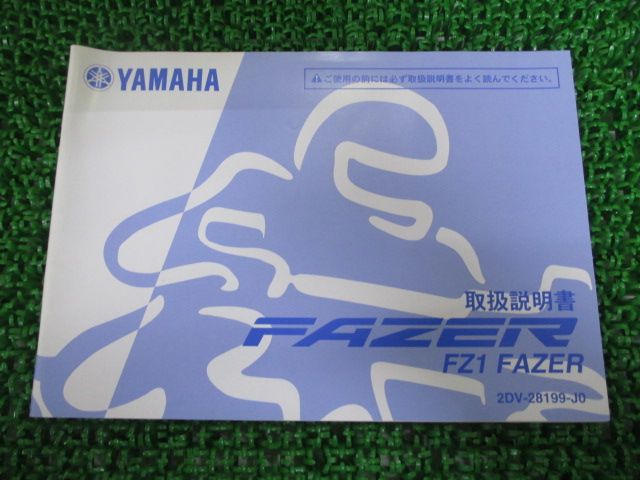 YAMAHA
ご使用の前には必ず取扱説明書をよく読んでください。
取扱説明書
FAZER
FZ1 FAZER
2DV-28199-J0